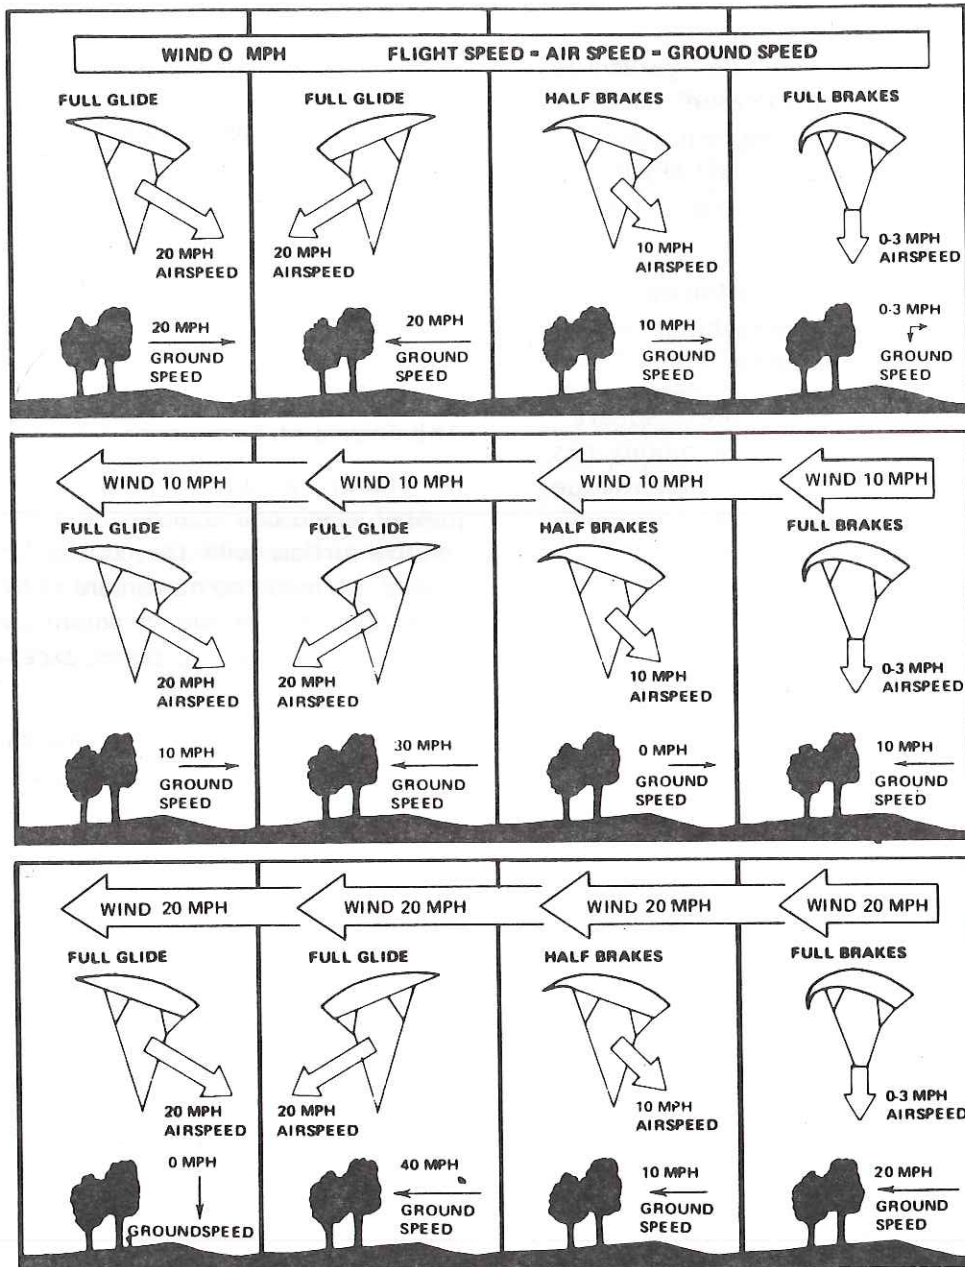 WIND 0 MPH FLIGHT SPEED = AIR SPEED = GROUND SPEED
FULL GLIDE
20 MPH
AIRSPEED
20 MPH
GROUND
SPEED
FULL GLIDE
20 MPH
AIRSPEED
20 MPH
GROUND
SPEED
HALF BRAKES
10 MPH
AIRSPEED
10 MPH
GROUND
SPEED
FULL BRAKES
0-3 MPH
AIRSPEED
0-3 MPH
GROUND
SPEED
WIND 10 MPH
FULL GLIDE
20 MPH
AIRSPEED
10 MPH
GROUND
SPEED
WIND 10 MPH
FULL GLIDE
20 MPH
AIRSPEED
30 MPH
GROUND
SPEED
WIND 10 MPH
HALF BRAKES
10 MPH
AIRSPEED
0 MPH
GROUND
SPEED
WIND 10 MPH
FULL BRAKES
0-3 MPH
AIRSPEED
10 MPH
GROUND
SPEED
WIND 20 MPH
FULL GLIDE
20 MPH
AIRSPEED
0 MPH
GROUNDSPEED
WIND 20 MPH
FULL GLIDE
20 MPH
AIRSPEED
40 MPH
GROUND
SPEED
WIND 20 MPH
HALF BRAKES
10 MPH
AIRSPEED
10 MPH
GROUND
SPEED
WIND 20 MPH
FULL BRAKES
0-3 MPH
AIRSPEED
20 MPH
GROUND
SPEED